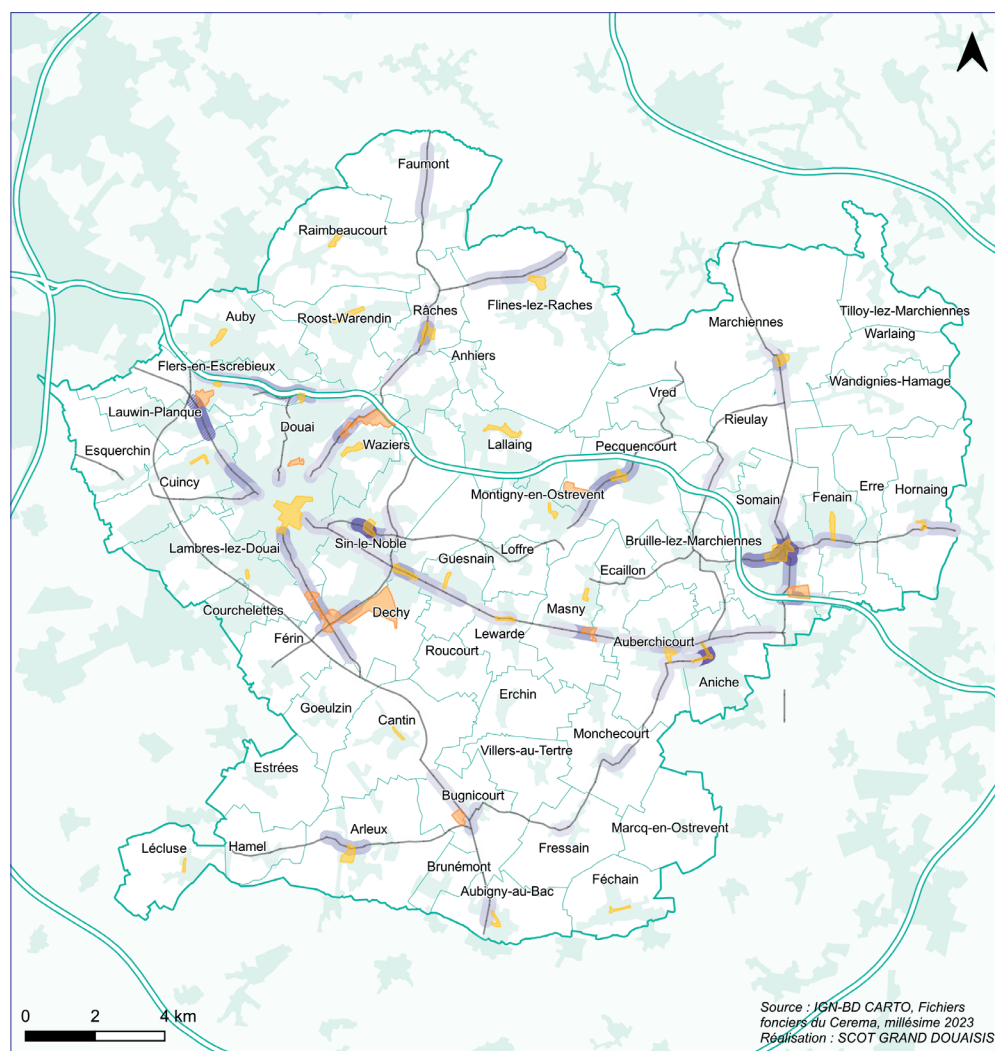 Faumont
Raimbeaucourt
Flines-lez-Raches
Râches
Roost-Warendin
Auby
Tilloy-lez-Marchiennes
Marchiennes
Warlaing
Anhiers
Flers-en-Escrebieux
Wandignies-Hamage
Vred
Lauwin-Planque
Rieulay
Douai
Waziers
Lallaing
Pecquencourt
Esquerchin
Cuincy
Montigny-en-Ostrevent
Somain
Fenain
Erre
Hornaing
Sin-le-Noble
Bruille-lez-Marchiennes
Lambres-lez-Douai
Loffre
Guesnain
Ecaillon
Courchelettes
Dechy
Masny
Lewarde
Férin
Auberchicourt
Roucourt
Aniche
Erchin
Goeulzin
Cantin
Monchecourt
Villers-au-Tertre
Estrées
Bugnicourt
Arleux
Marcq-en-Ostrevent
Hamel
Lécluse
Fressain
Brunémont
Féchain
Aubigny-au-Bac
0 2 4 km
Source : IGN-BD CARTO, Fichiers
fonciers du Cerema, millésime 2023
Réalisation : SCOT GRAND DOUAISIS